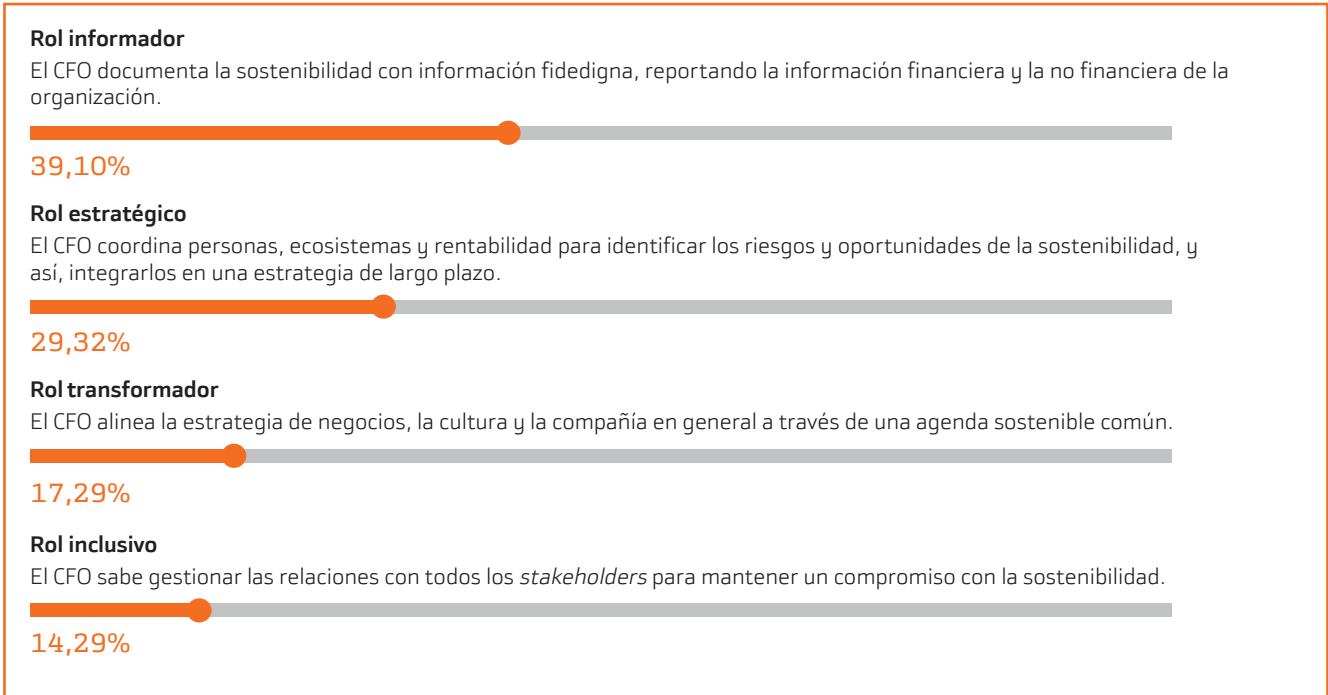 Rol informador
El CFO documenta la sostenibilidad con información fidedigna, reportando la información financiera y la no financiera de la
organización.
39,10%
Rol estratégico
El CFO coordina personas, ecosistemas y rentabilidad para identificar los riesgos y oportunidades de la sostenibilidad, y
así, integrarlos en una estrategia de largo plazo.
29,32%
Rol transformador
El CFO alinea la estrategia de negocios, la cultura y la compañía en general a través de una agenda sostenible común.
17,29%
Rol inclusivo
El CFO sabe gestionar las relaciones con todos los stakeholders para mantener un compromiso con la sostenibilidad.
14,29%